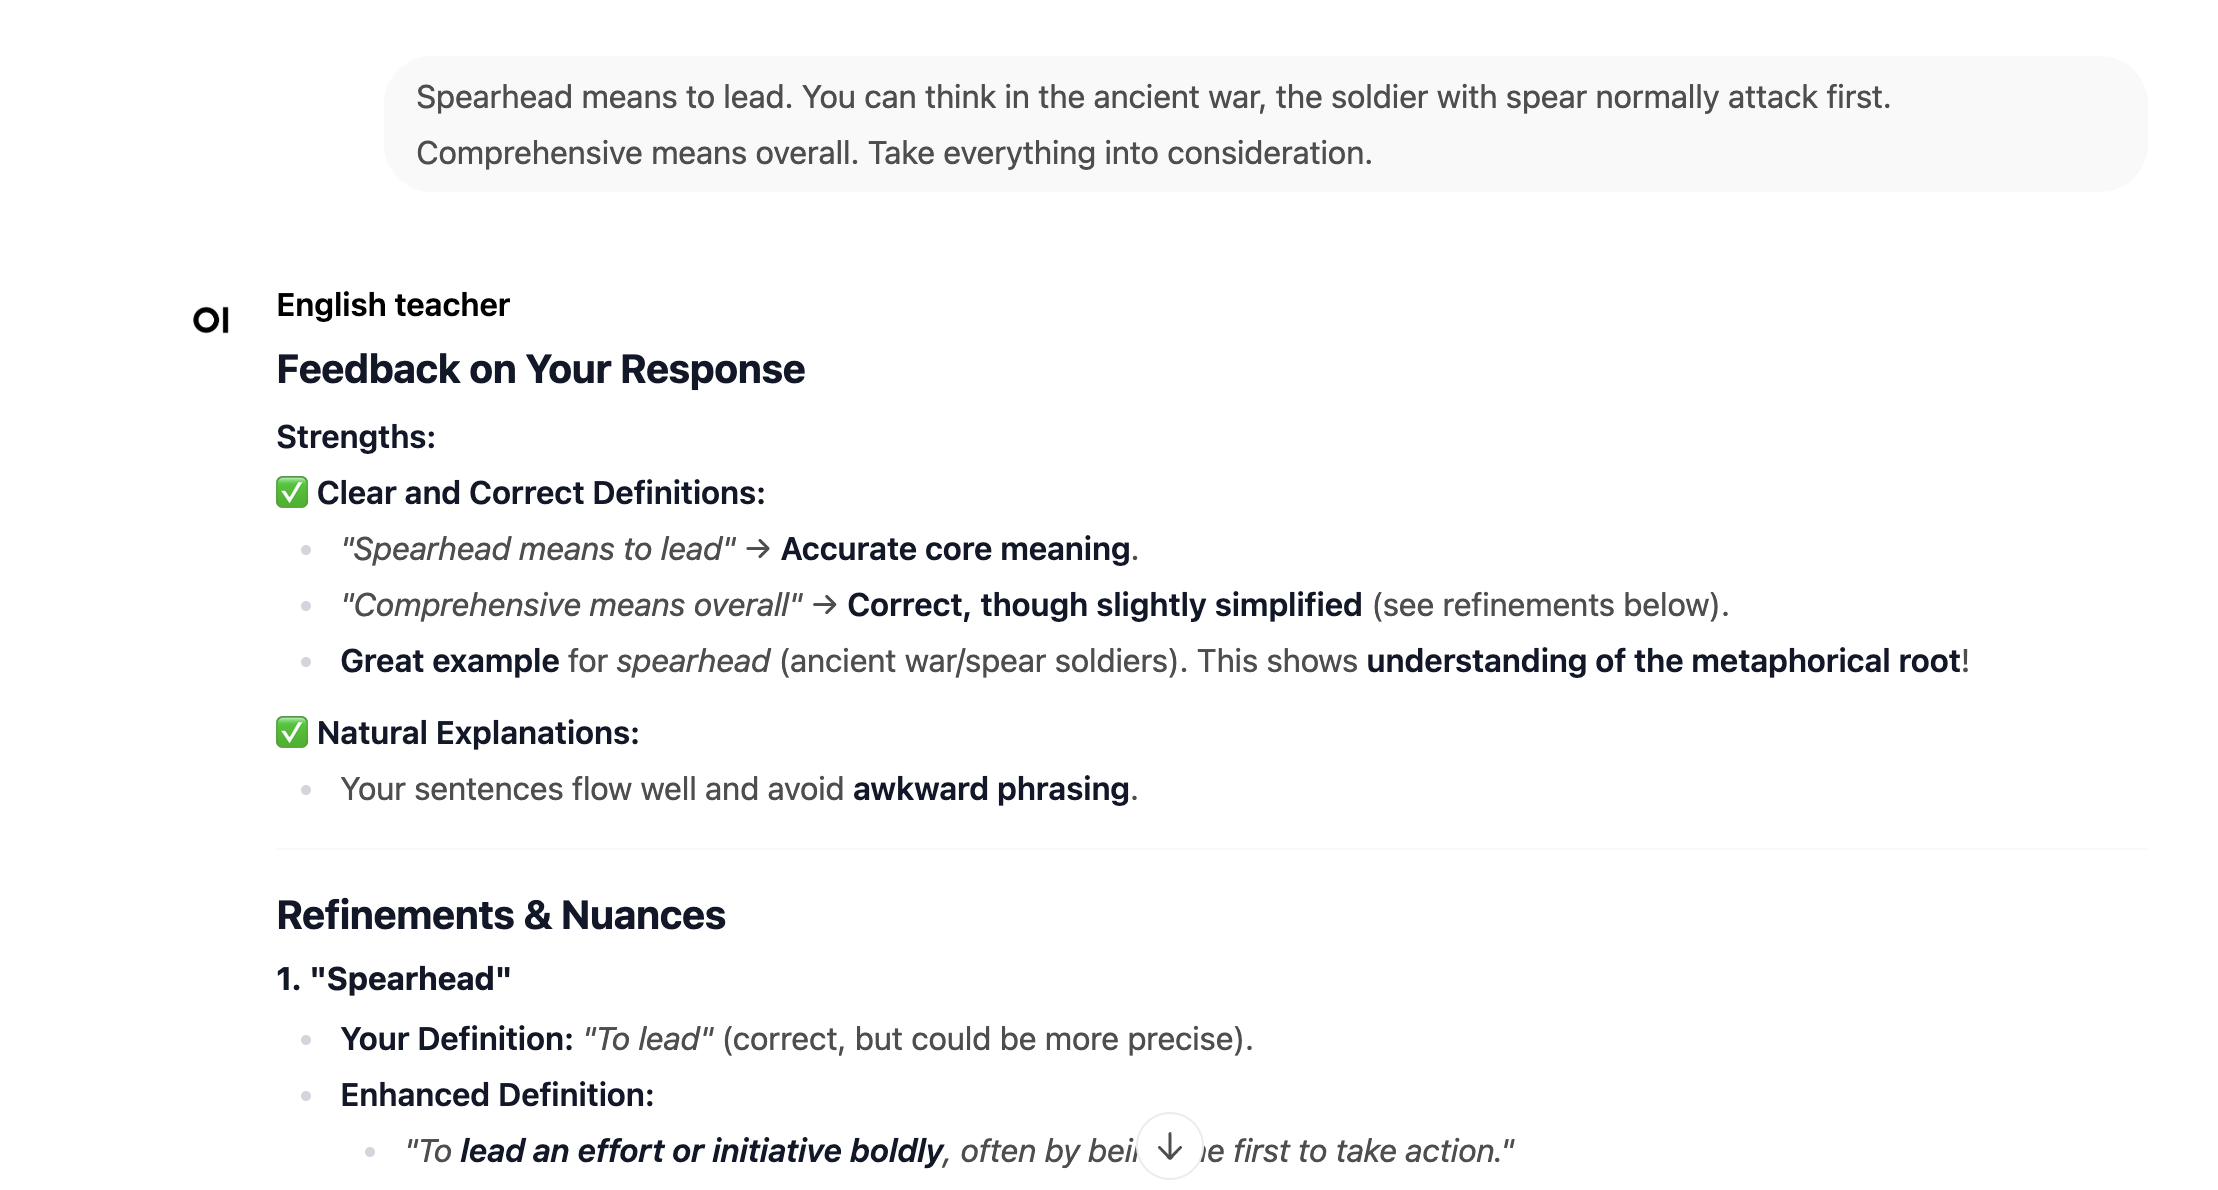 Spearhead means to lead. You can think in the ancient war, the soldier with spear normally attack first.
Comprehensive means overall. Take everything into consideration.
OI
English teacher
Feedback on Your Response
Strengths:
✅ Clear and Correct Definitions:
"Spearhead means to lead" → Accurate core meaning.
"Comprehensive means overall" → Correct, though slightly simplified (see refinements below).
Great example for spearhead (ancient war/spear soldiers). This shows understanding of the metaphorical root!
✅ Natural Explanations:
Your sentences flow well and avoid awkward phrasing.
Refinements & Nuances
1. "Spearhead"
Your Definition: "To lead" (correct, but could be more precise).
Enhanced Definition:
"To lead an effort or initiative boldly, often by first to take action."